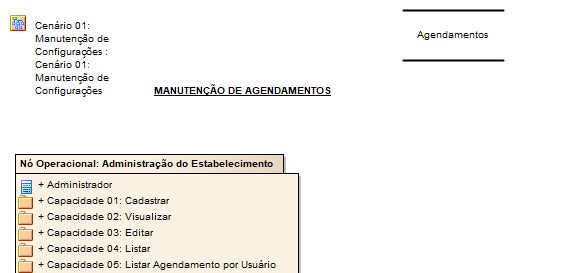 Cenário 01:
Manutenção de
Configurações :
Cenário 01:
Manutenção de
Configurações
Agendamentos
MANUTENÇÃO DE AGENDAMENTOS
Nó Operacional: Administração do Estabelecimento
+ Administrador
+ Capacidade 01: Cadastrar
+ Capacidade 02: Visualizar
+ Capacidade 03: Editar
+ Capacidade 04: Listar
+ Capacidade 05: Listar Agendamento por Usuário